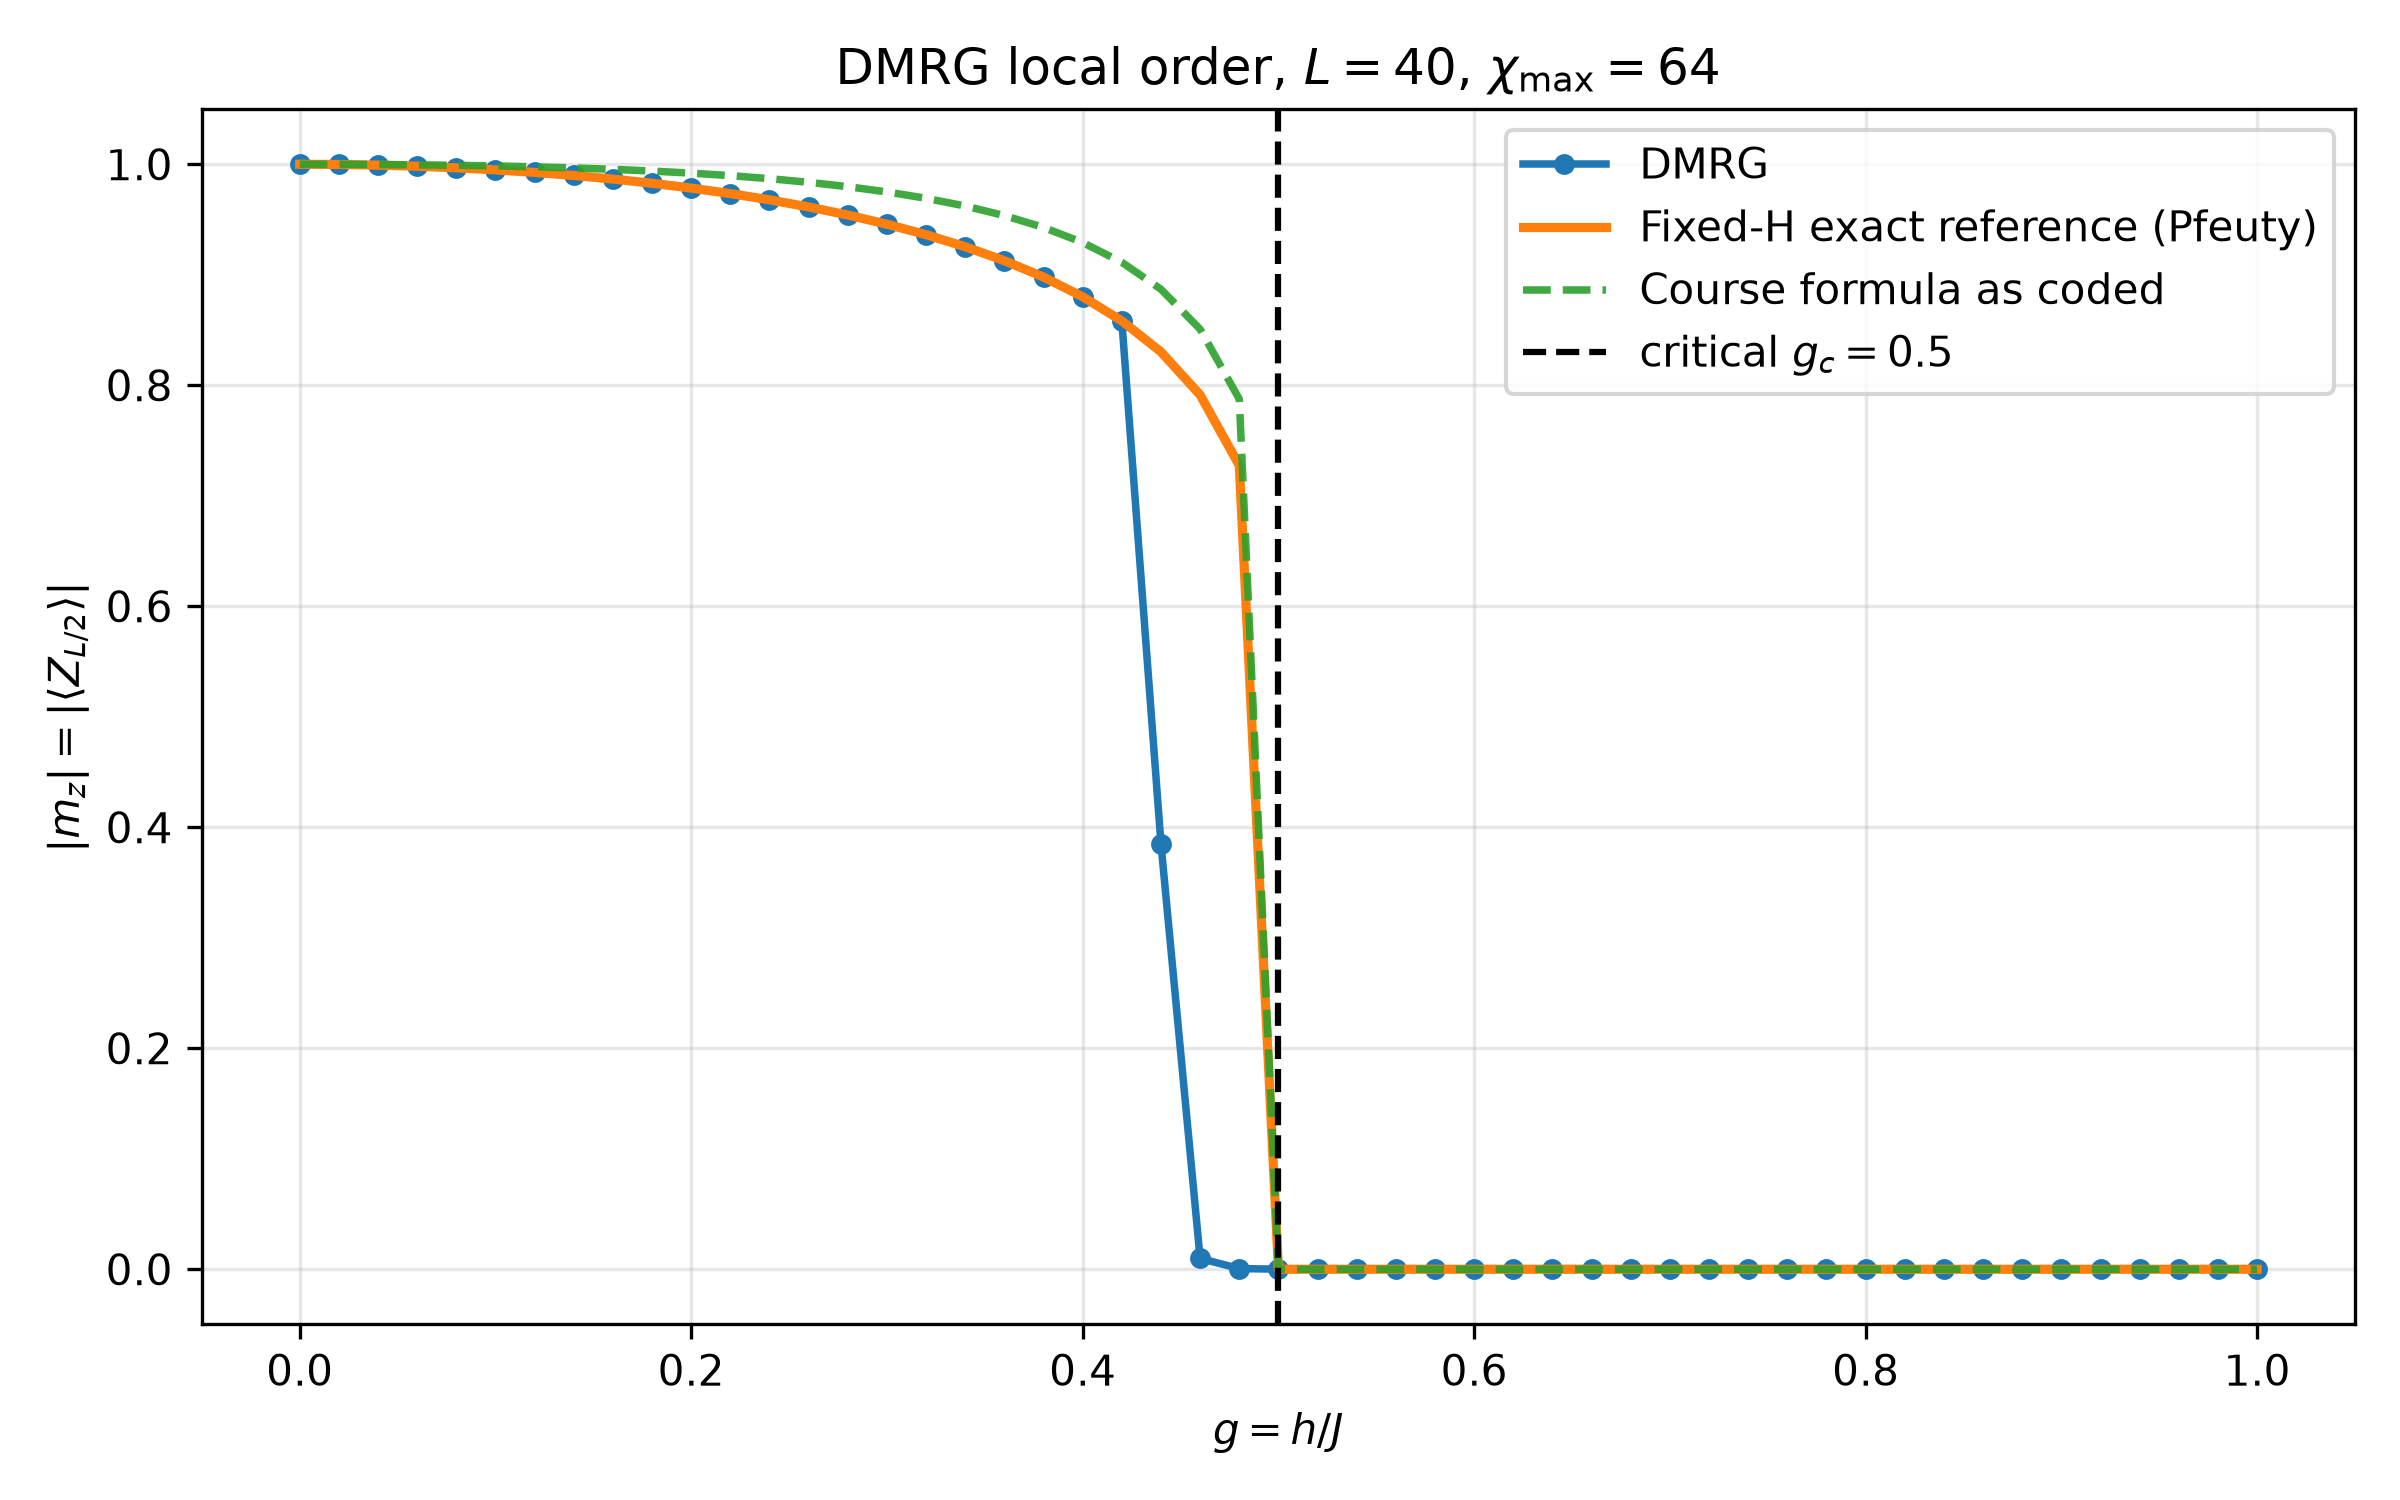 DMRG local order, L = 40, χmax = 64
DMRG
Fixed-H exact reference (Pfeuty)
Course formula as coded
critical gc = 0.5
|mz| = |⟨ZL/2⟩|
1.0
0.8
0.6
0.4
0.2
0.0
0.0 0.2 0.4 0.6 0.8 1.0
g = h/J